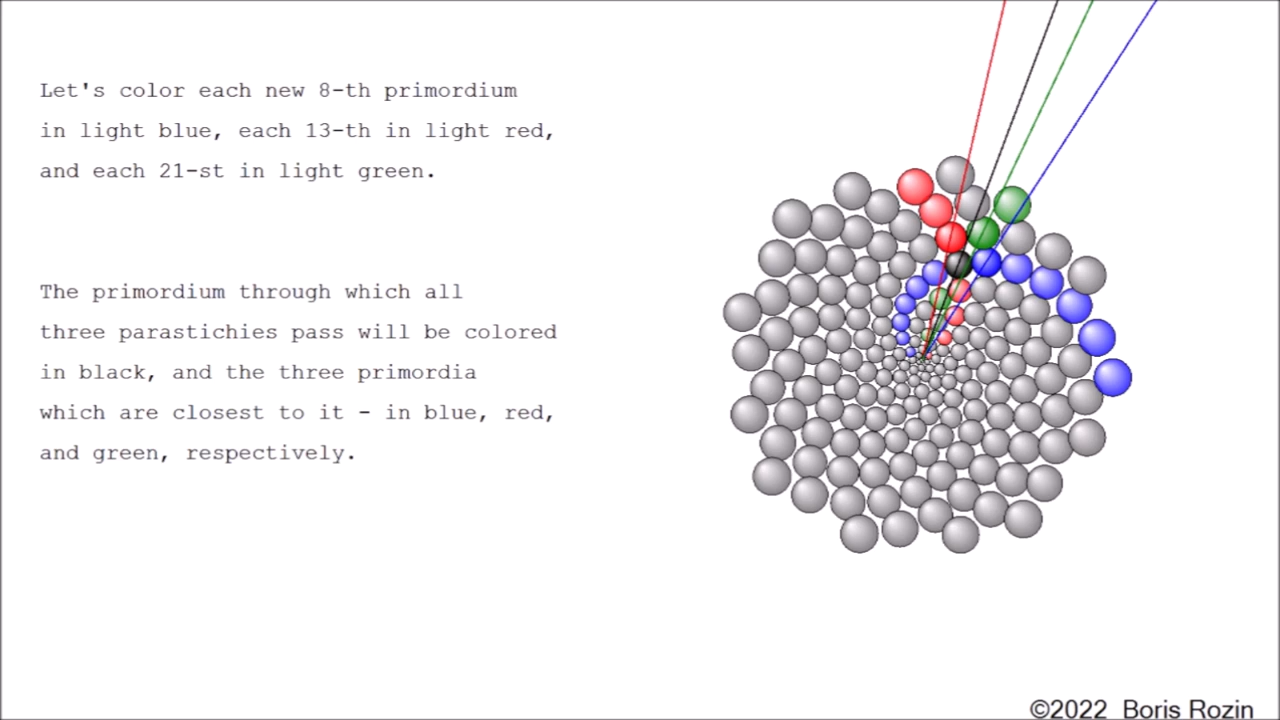 Let's color each new 8-th primordium
in light blue, each 13-th in light red,
and each 21-st in light green.
The primordium through which all
three parastichies pass will be colored
in black, and the three primordia
which are closest to it - in blue, red,
and green, respectively.
©2022 Boris Rozin